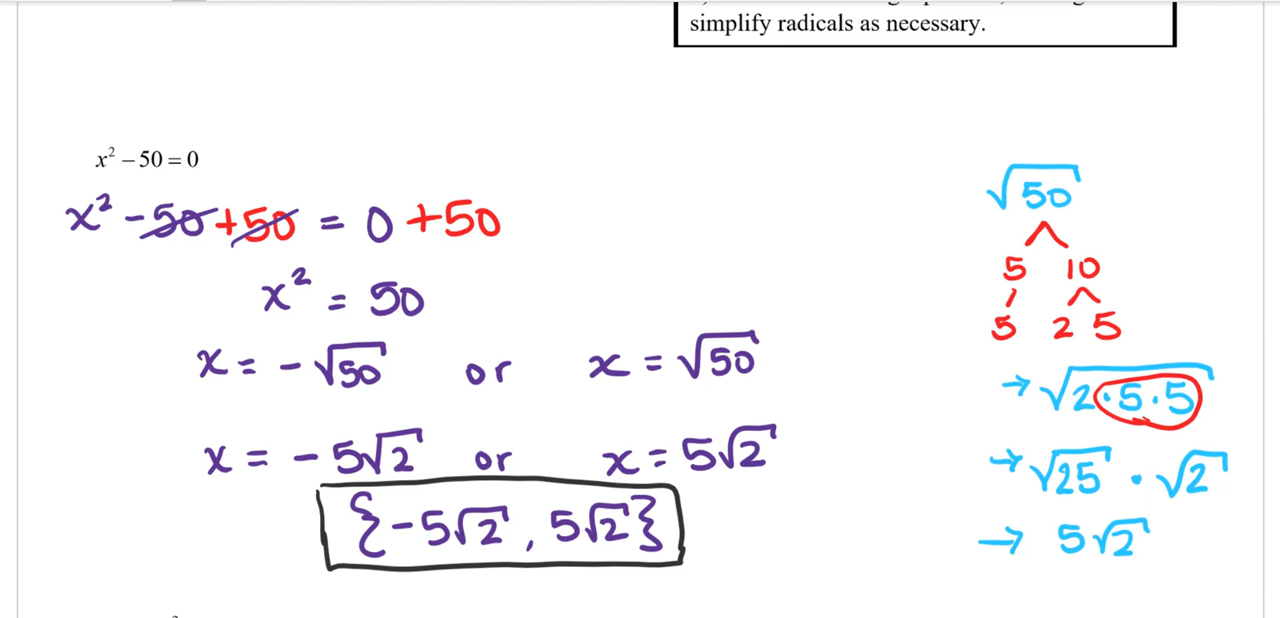 simplify radicals as necessary.
x² − 50 = 0
x² - 50 + 50 = 0 + 50
x² = 50
x = - √50 or x = √50
x = - 5√2 or x = 5√2
{-5√2, 5√2}
√50
5 10
5 2 5
→ √2·5·5
→ √25 · √2
→ 5√2